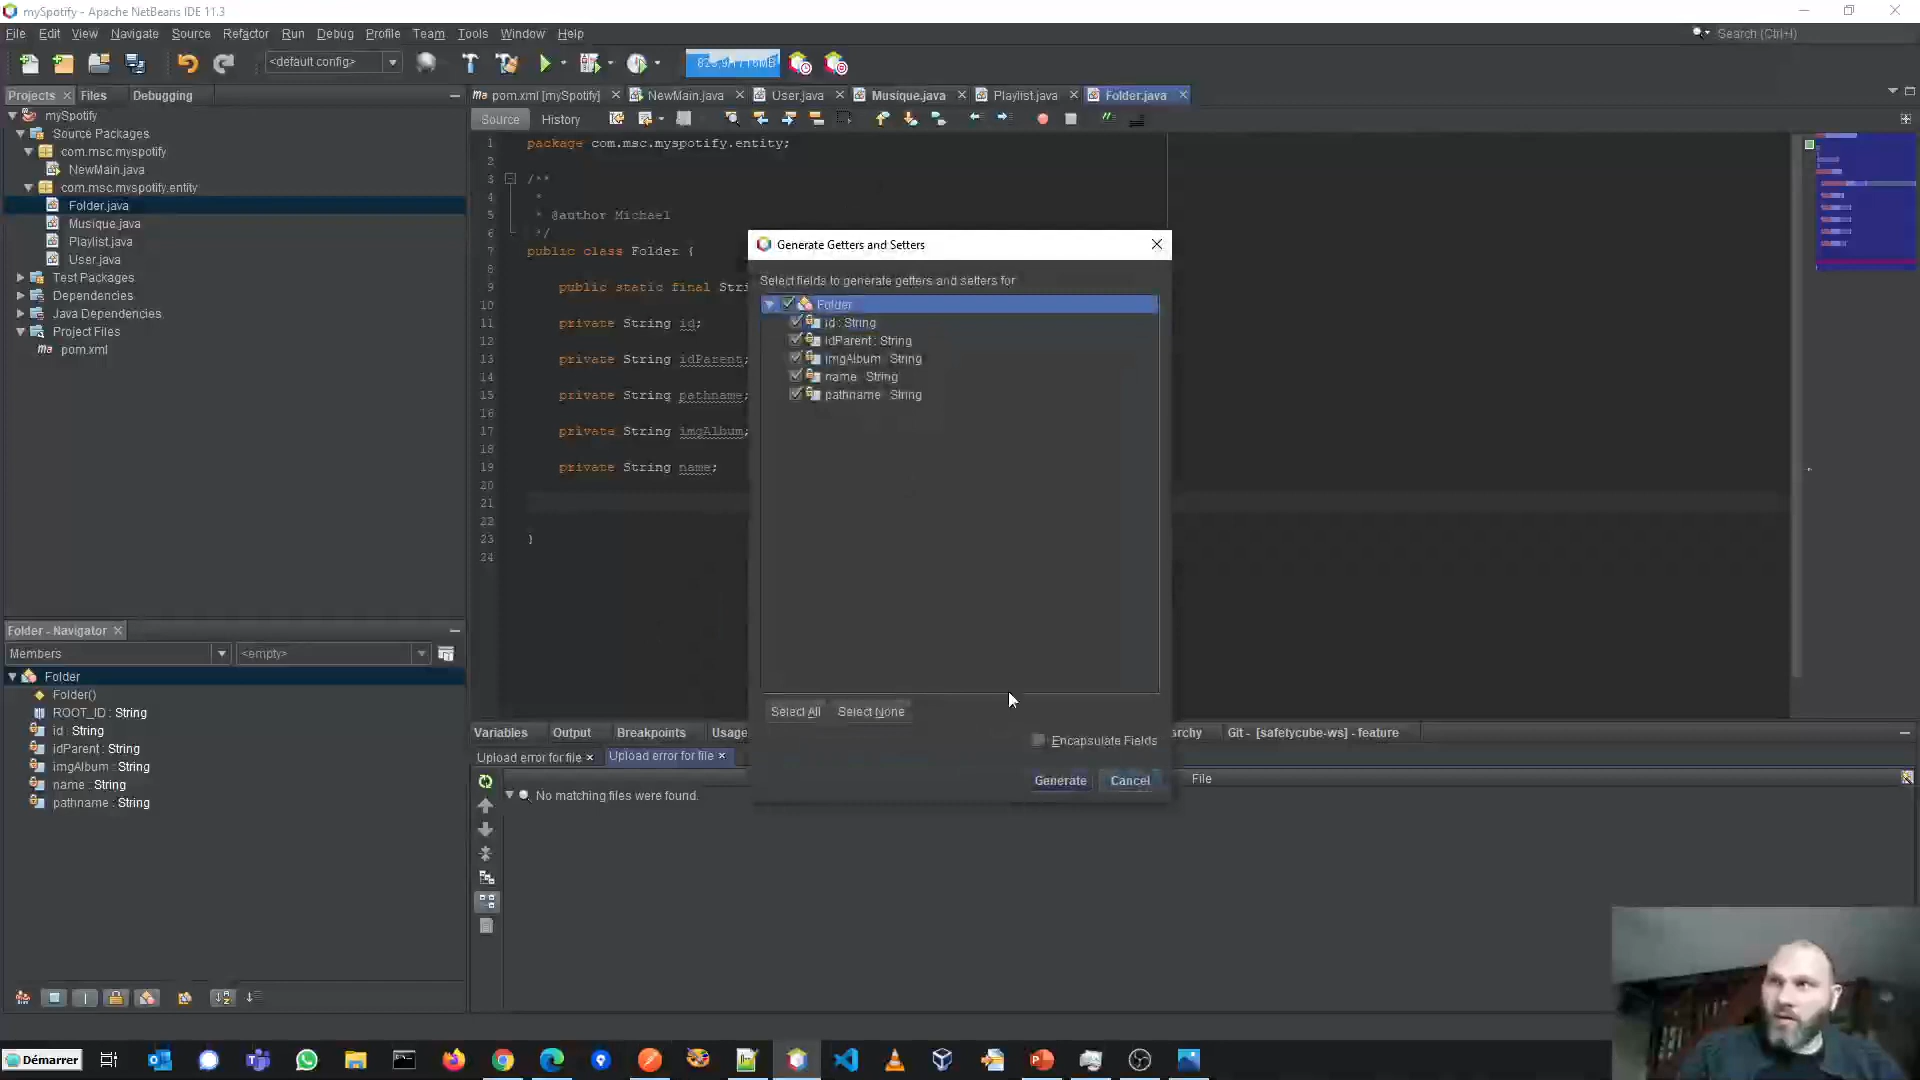 mySpotify - Apache NetBeans IDE 11.3
File Edit View Navigate Source Refactor Run Debug Profile Team Tools Window Help
Search (Ctrl+I)
<default config>
Projects Files Debugging
pom.xml [mySpotify] NewMain.java User.java Musique.java Playlist.java Folder.java
Source History
mySpotify
Source Packages
com.msc.myspotify
NewMain.java
com.msc.myspotify.entity
Folder.java
Musique.java
Playlist.java
User.java
Test Packages
Dependencies
Java Dependencies
Project Files
pom.xml
1 package com.msc.myspotify.entity;
2
3 /**
4 *
5 * @author Michael
6 */
7 public class Folder {
8
9 public static final Stri
10
11 private String id;
12
13 private String idParent;
14
15 private String pathname;
16
17 private String imgAlbum;
18
19 private String name;
20
21
22
23 }
24
Generate Getters and Setters
Select fields to generate getters and setters for
Folder
id : String
idParent : String
imgAlbum String
name String
pathname String
Select All Select None
Encapsulate Fields
Generate Cancel
Folder - Navigator
Members <empty>
Folder
Folder()
ROOT_ID : String
id : String
idParent : String
imgAlbum : String
name : String
pathname : String
Variables Output Breakpoints Usage
archy Git - [safetycube-ws] - feature
Upload error for file Upload error for file
File
No matching files were found.
Démarrer